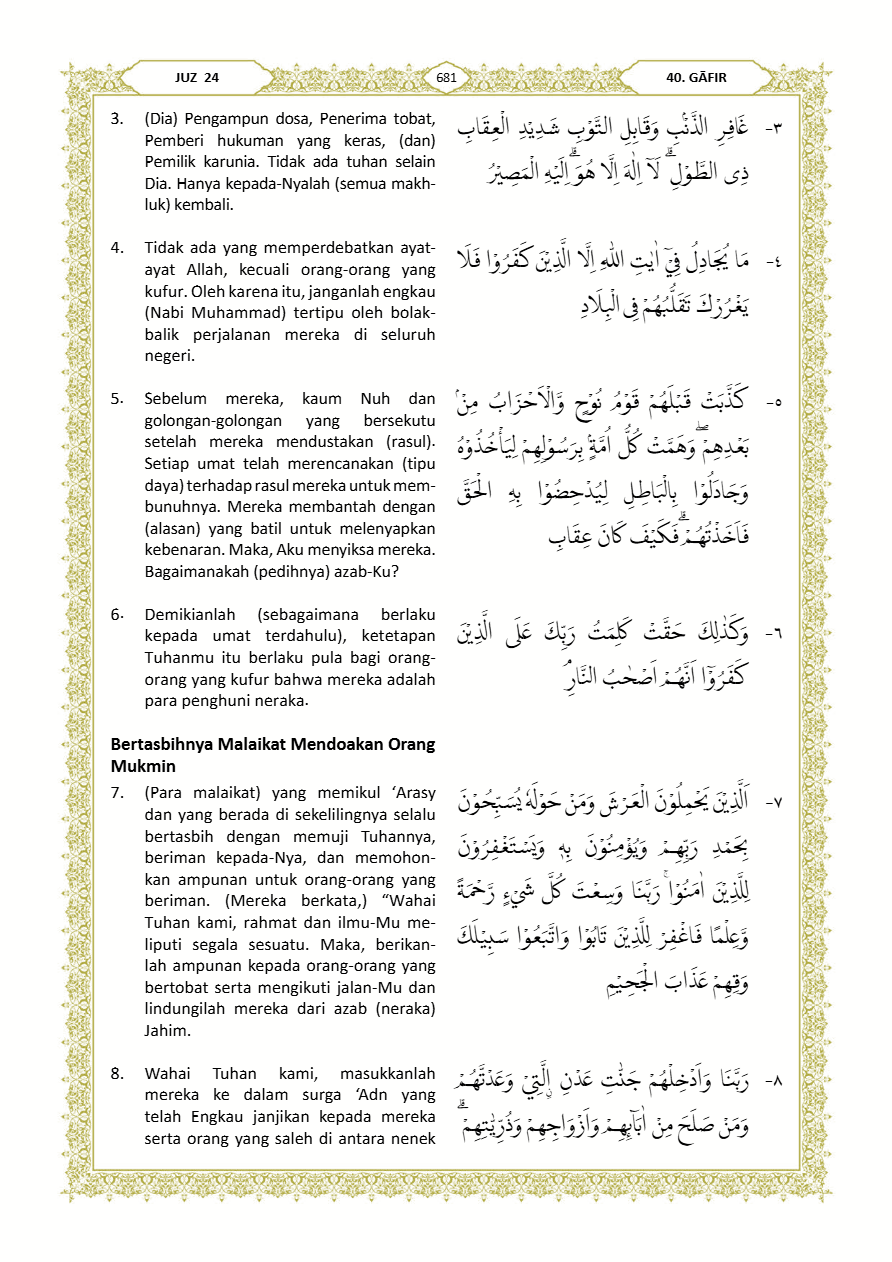 JUZ 24
681
40. GĀFIR
3. (Dia) Pengampun dosa, Penerima tobat,
Pemberi hukuman yang keras, (dan)
Pemilik karunia. Tidak ada tuhan selain
Dia. Hanya kepada-Nyalah (semua makh-
luk) kembali.
٣- غَافِرِ الذَّنْۢبِ وَقَابِلِ التَّوْبِ شَدِيْدِ الْعِقَابِ
ذِى الطَّوْلِۗ لَآ اِلٰهَ اِلَّا هُوَۗ اِلَيْهِ الْمَصِيْرُ
4. Tidak ada yang memperdebatkan ayat-
ayat Allah, kecuali orang-orang yang
kufur. Oleh karena itu, janganlah engkau
(Nabi Muhammad) tertipu oleh bolak-
balik perjalanan mereka di seluruh
negeri.
٤- مَا يُجَادِلُ فِيْٓ اٰيٰتِ اللّٰهِ اِلَّا الَّذِيْنَ كَفَرُوْا فَلَا
يَغْرُرْكَ تَقَلُّبُهُمْ فِى الْبِلَادِ
5. Sebelum mereka, kaum Nuh dan
golongan-golongan yang bersekutu
setelah mereka mendustakan (rasul).
Setiap umat telah merencanakan (tipu
daya) terhadap rasul mereka untuk mem-
bunuhnya. Mereka membantah dengan
(alasan) yang batil untuk melenyapkan
kebenaran. Maka, Aku menyiksa mereka.
Bagaimanakah (pedihnya) azab-Ku?
٥- كَذَّبَتْ قَبْلَهُمْ قَوْمُ نُوْحٍ وَّالْاَحْزَابُ مِنْۢ
بَعْدِهِمْۖ وَهَمَّتْ كُلُّ اُمَّةٍۢ بِرَسُوْلِهِمْ لِيَأْخُذُوْهُ
وَجَادَلُوْا بِالْبَاطِلِ لِيُدْحِضُوْا بِهِ الْحَقَّ
فَاَخَذْتُهُمْۗ فَكَيْفَ كَانَ عِقَابِ
6. Demikianlah (sebagaimana berlaku
kepada umat terdahulu), ketetapan
Tuhanmu itu berlaku pula bagi orang-
orang yang kufur bahwa mereka adalah
para penghuni neraka.
٦- وَكَذٰلِكَ حَقَّتْ كَلِمَتُ رَبِّكَ عَلَى الَّذِيْنَ
كَفَرُوْٓا اَنَّهُمْ اَصْحٰبُ النَّارِۘ
Bertasbihnya Malaikat Mendoakan Orang
Mukmin
7. (Para malaikat) yang memikul ‘Arasy
dan yang berada di sekelilingnya selalu
bertasbih dengan memuji Tuhannya,
beriman kepada-Nya, dan memohon-
kan ampunan untuk orang-orang yang
beriman. (Mereka berkata,) “Wahai
Tuhan kami, rahmat dan ilmu-Mu me-
liputi segala sesuatu. Maka, berikan-
lah ampunan kepada orang-orang yang
bertobat serta mengikuti jalan-Mu dan
lindungilah mereka dari azab (neraka)
Jahim.
٧- اَلَّذِيْنَ يَحْمِلُوْنَ الْعَرْشَ وَمَنْ حَوْلَهٗ يُسَبِّحُوْنَ
بِحَمْدِ رَبِّهِمْ وَيُؤْمِنُوْنَ بِهٖ وَيَسْتَغْفِرُوْنَ
لِلَّذِيْنَ اٰمَنُوْاۚ رَبَّنَا وَسِعْتَ كُلَّ شَيْءٍ رَّحْمَةً
وَّعِلْمًا فَاغْفِرْ لِلَّذِيْنَ تَابُوْا وَاتَّبَعُوْا سَبِيْلَكَ
وَقِهِمْ عَذَابَ الْجَحِيْمِ
8. Wahai Tuhan kami, masukkanlah
mereka ke dalam surga ‘Adn yang
telah Engkau janjikan kepada mereka
serta orang yang saleh di antara nenek
٨- رَبَّنَا وَاَدْخِلْهُمْ جَنّٰتِ عَدْنِ ِۨالَّتِيْ وَعَدْتَّهُمْ
وَمَنْ صَلَحَ مِنْ اٰبَاۤىِٕهِمْ وَاَزْوَاجِهِمْ وَذُرِّيّٰتِهِمْۗ